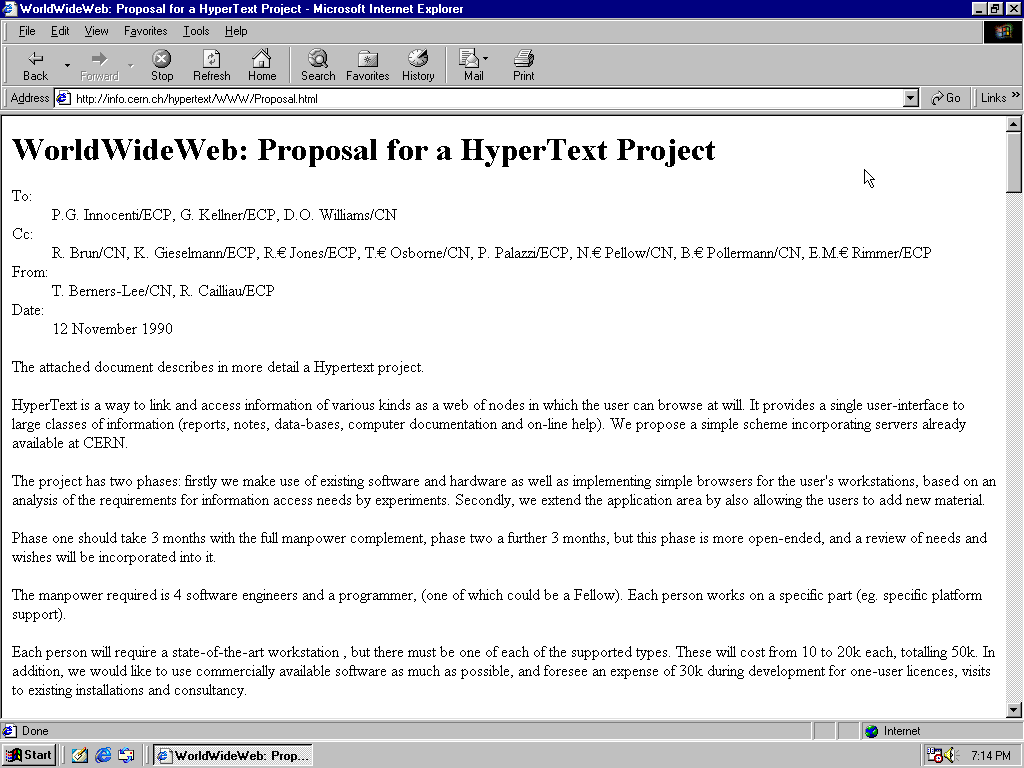 WorldWideWeb: Proposal for a HyperText Project - Microsoft Internet Explorer
File Edit View Favorites Tools Help
Back Forward Stop Refresh Home Search Favorites History Mail Print
Address http://info.cern.ch/hypertext/WWW/Proposal.html Go Links »
WorldWideWeb: Proposal for a HyperText Project
To:
P.G. Innocenti/ECP, G. Kellner/ECP, D.O. Williams/CN
Cc:
R. Brun/CN, K. Gieselmann/ECP, R.€ Jones/ECP, T.€ Osborne/CN, P. Palazzi/ECP, N.€ Pellow/CN, B.€ Pollermann/CN, E.M.€ Rimmer/ECP
From:
T. Berners-Lee/CN, R. Cailliau/ECP
Date:
12 November 1990
The attached document describes in more detail a Hypertext project.
HyperText is a way to link and access information of various kinds as a web of nodes in which the user can browse at will. It provides a single user-interface to
large classes of information (reports, notes, data-bases, computer documentation and on-line help). We propose a simple scheme incorporating servers already
available at CERN.
The project has two phases: firstly we make use of existing software and hardware as well as implementing simple browsers for the user's workstations, based on an
analysis of the requirements for information access needs by experiments. Secondly, we extend the application area by also allowing the users to add new material.
Phase one should take 3 months with the full manpower complement, phase two a further 3 months, but this phase is more open-ended, and a review of needs and
wishes will be incorporated into it.
The manpower required is 4 software engineers and a programmer, (one of which could be a Fellow). Each person works on a specific part (eg. specific platform
support).
Each person will require a state-of-the-art workstation , but there must be one of each of the supported types. These will cost from 10 to 20k each, totalling 50k. In
addition, we would like to use commercially available software as much as possible, and foresee an expense of 30k during development for one-user licences, visits
to existing installations and consultancy.
Done Internet
Start WorldWideWeb: Prop... 7:14 PM